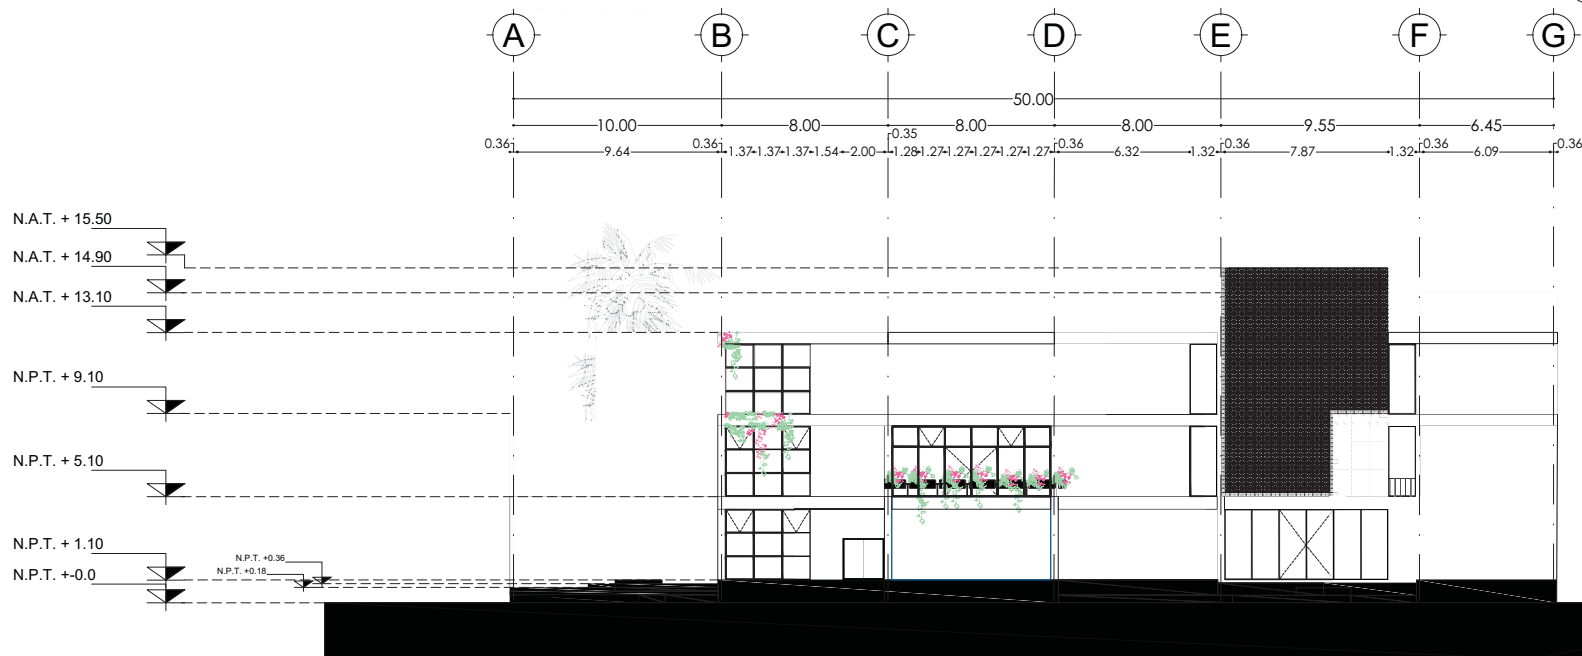 A B C D E F G
50.00
10.00 8.00 8.00 8.00 9.55 6.45
0.36 0.36 0.35 0.36 0.36 0.36 0.36
9.64 1.37 1.37 1.37 1.54 2.00 1.28 1.27 1.27 1.27 1.27 1.27 6.32 1.32 7.87 1.32 6.09
N.A.T. + 15.50
N.A.T. + 14.90
N.A.T. + 13.10
N.P.T. + 9.10
N.P.T. + 5.10
N.P.T. + 1.10
N.P.T. +0.36
N.P.T. +0.18
N.P.T. +-0.0